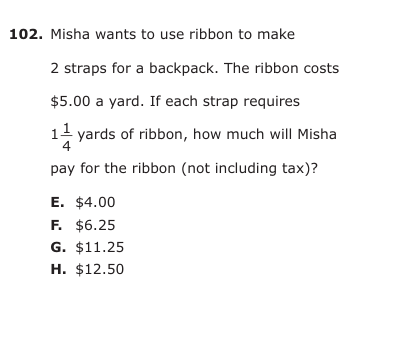 102. Misha wants to use ribbon to make
2 straps for a backpack. The ribbon costs
$5.00 a yard. If each strap requires
1 1/4 yards of ribbon, how much will Misha
pay for the ribbon (not including tax)?
E. $4.00
F. $6.25
G. $11.25
H. $12.50